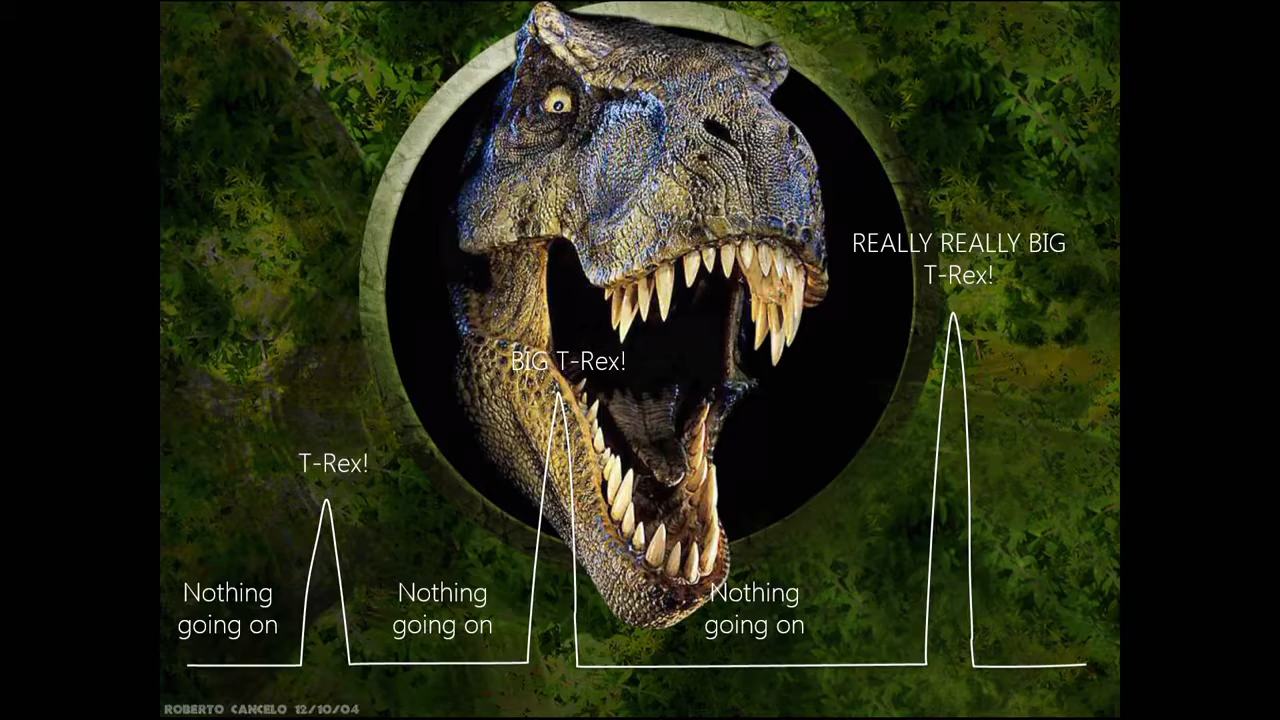 REALLY REALLY BIG
T-Rex!
BIG T-Rex!
T-Rex!
Nothing
going on
Nothing
going on
Nothing
going on
ROBERTO CANCELO 12/10/04